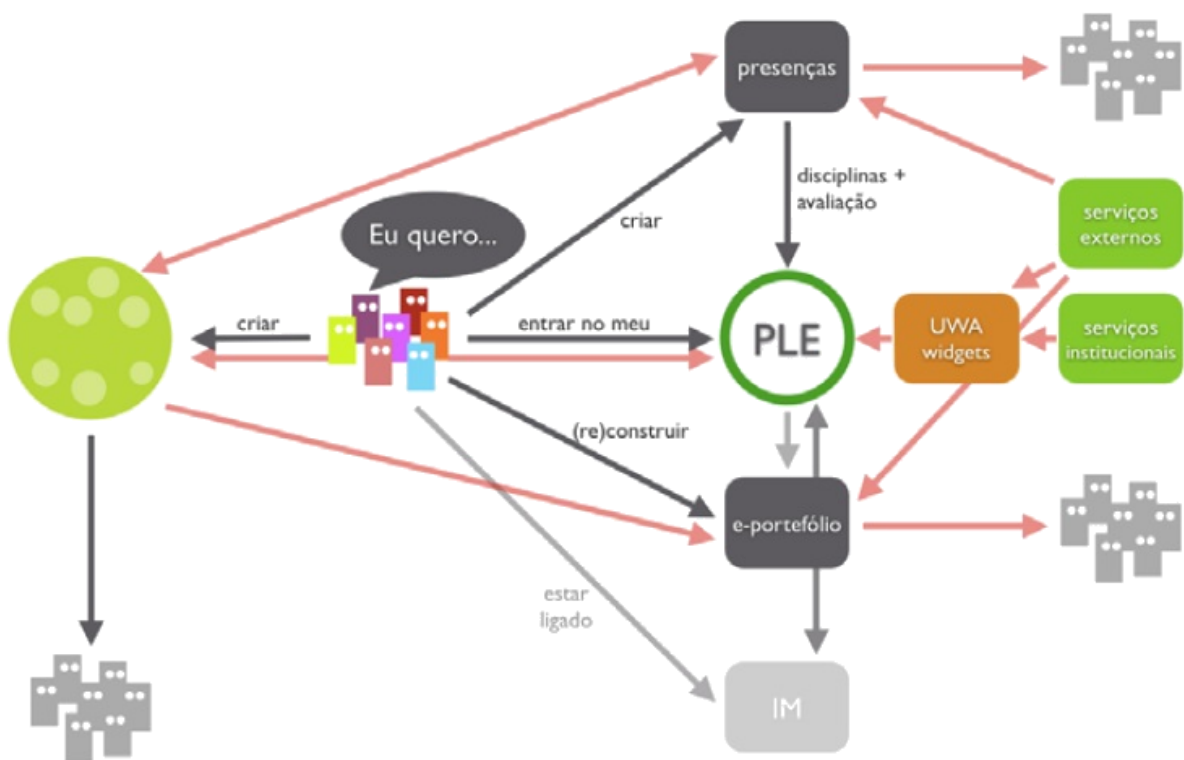 presenças
disciplinas +
avaliação
serviços
externos
criar
Eu quero...
criar
entrar no meu
PLE
UWA
widgets
serviços
institucionais
(re)construir
e-portefólio
estar
ligado
IM